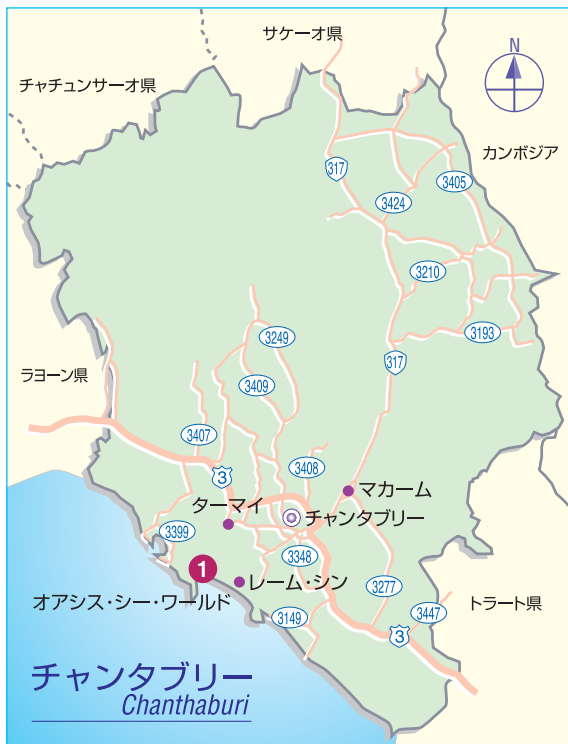 サケーオ県
N
チャチュンサーオ県
カンボジア
317
3405
3424
3210
3193
3249
317
ラヨーン県
3409
3407
3408
3
マカーム
ターマイ
チャンタブリー
3399
3348
1
レーム・シン
3277
オアシス・シー・ワールド
トラート県
3447
3149
3
チャンタブリー
Chanthaburi